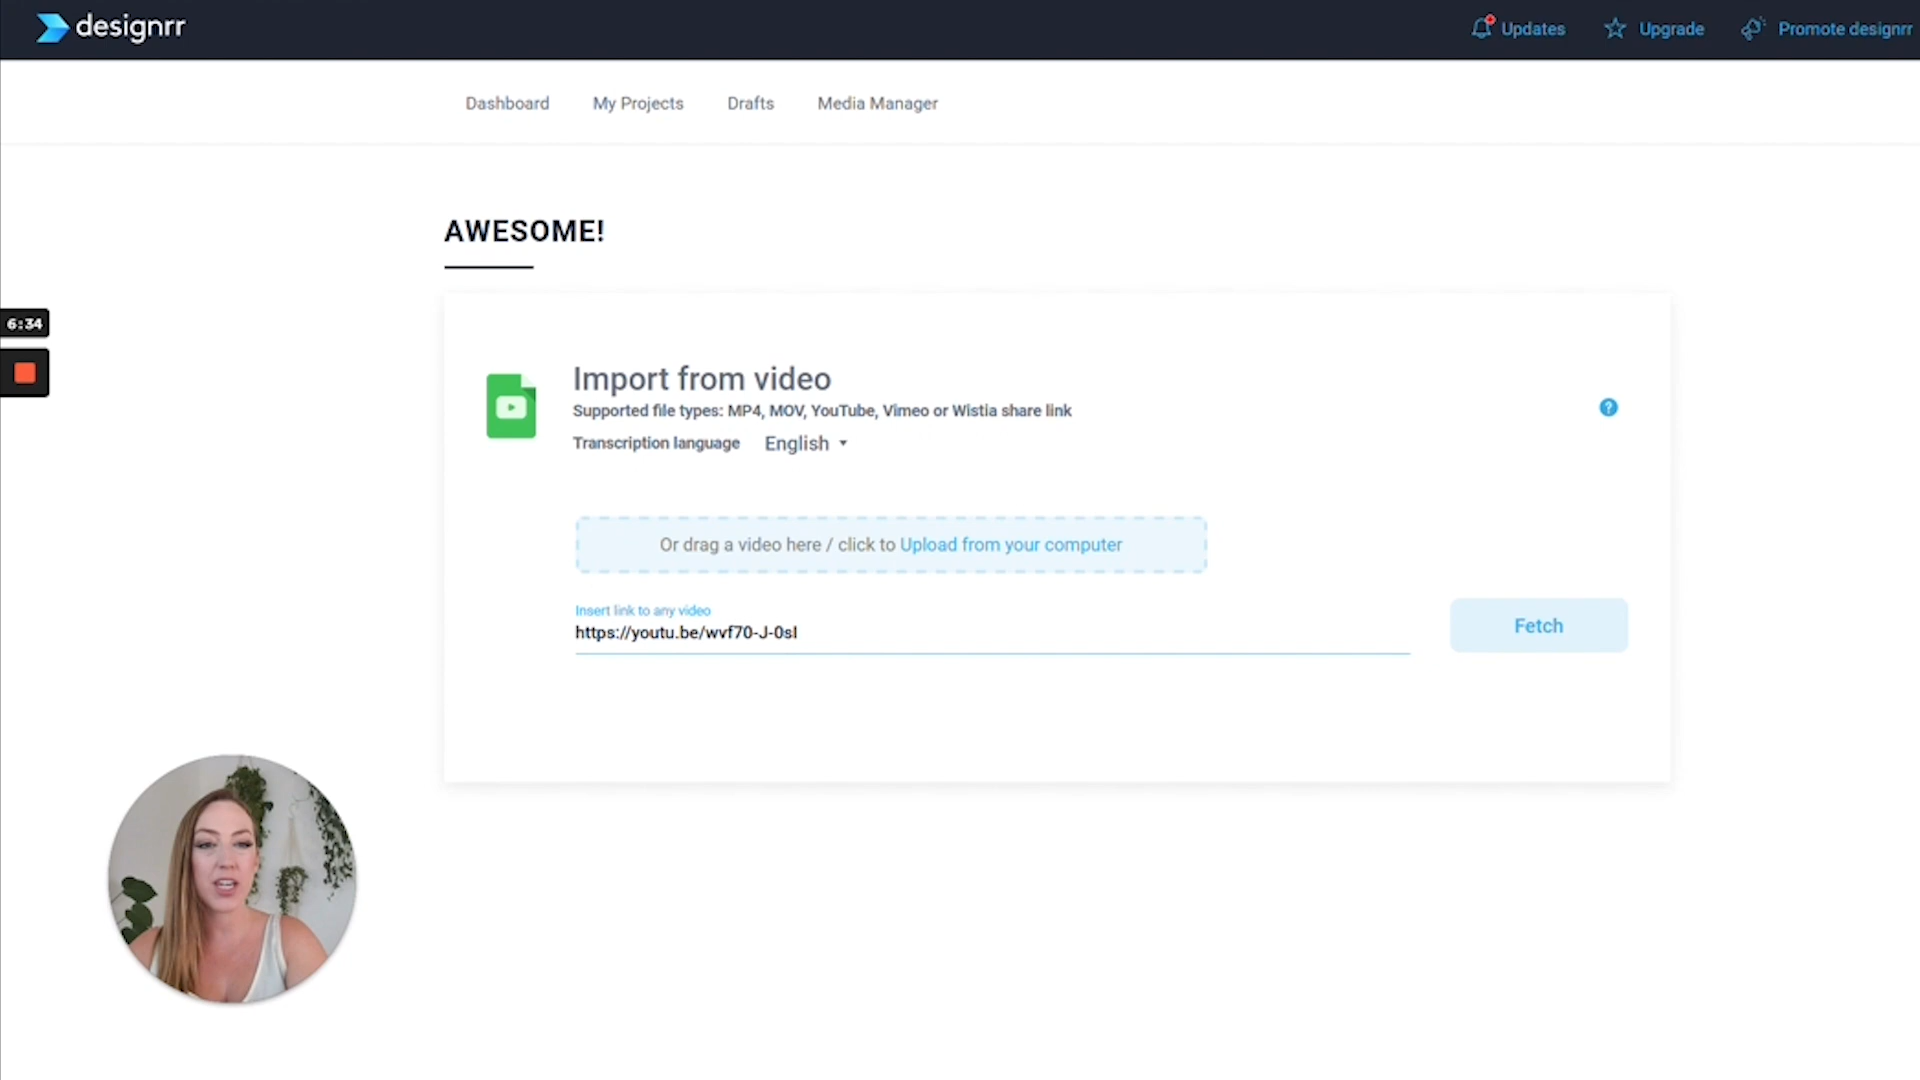 designrr
Updates
Upgrade
Promote designrr
Dashboard
My Projects
Drafts
Media Manager
AWESOME!
6:34
Import from video
Supported file types: MP4, MOV, YouTube, Vimeo or Wistia share link
?
Transcription language English
Or drag a video here / click to Upload from your computer
Insert link to any video
https://youtu.be/wvf70-J-0sI
Fetch